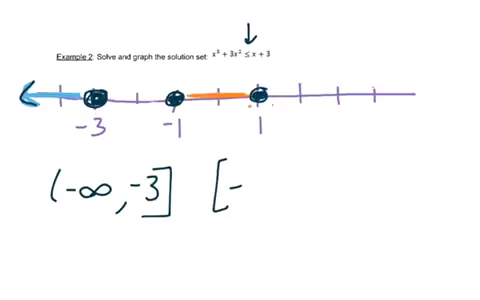 Example 2: Solve and graph the solution set: x³ + 3x² ≤ x + 3
-3 -1 1
(-∞, -3] [-